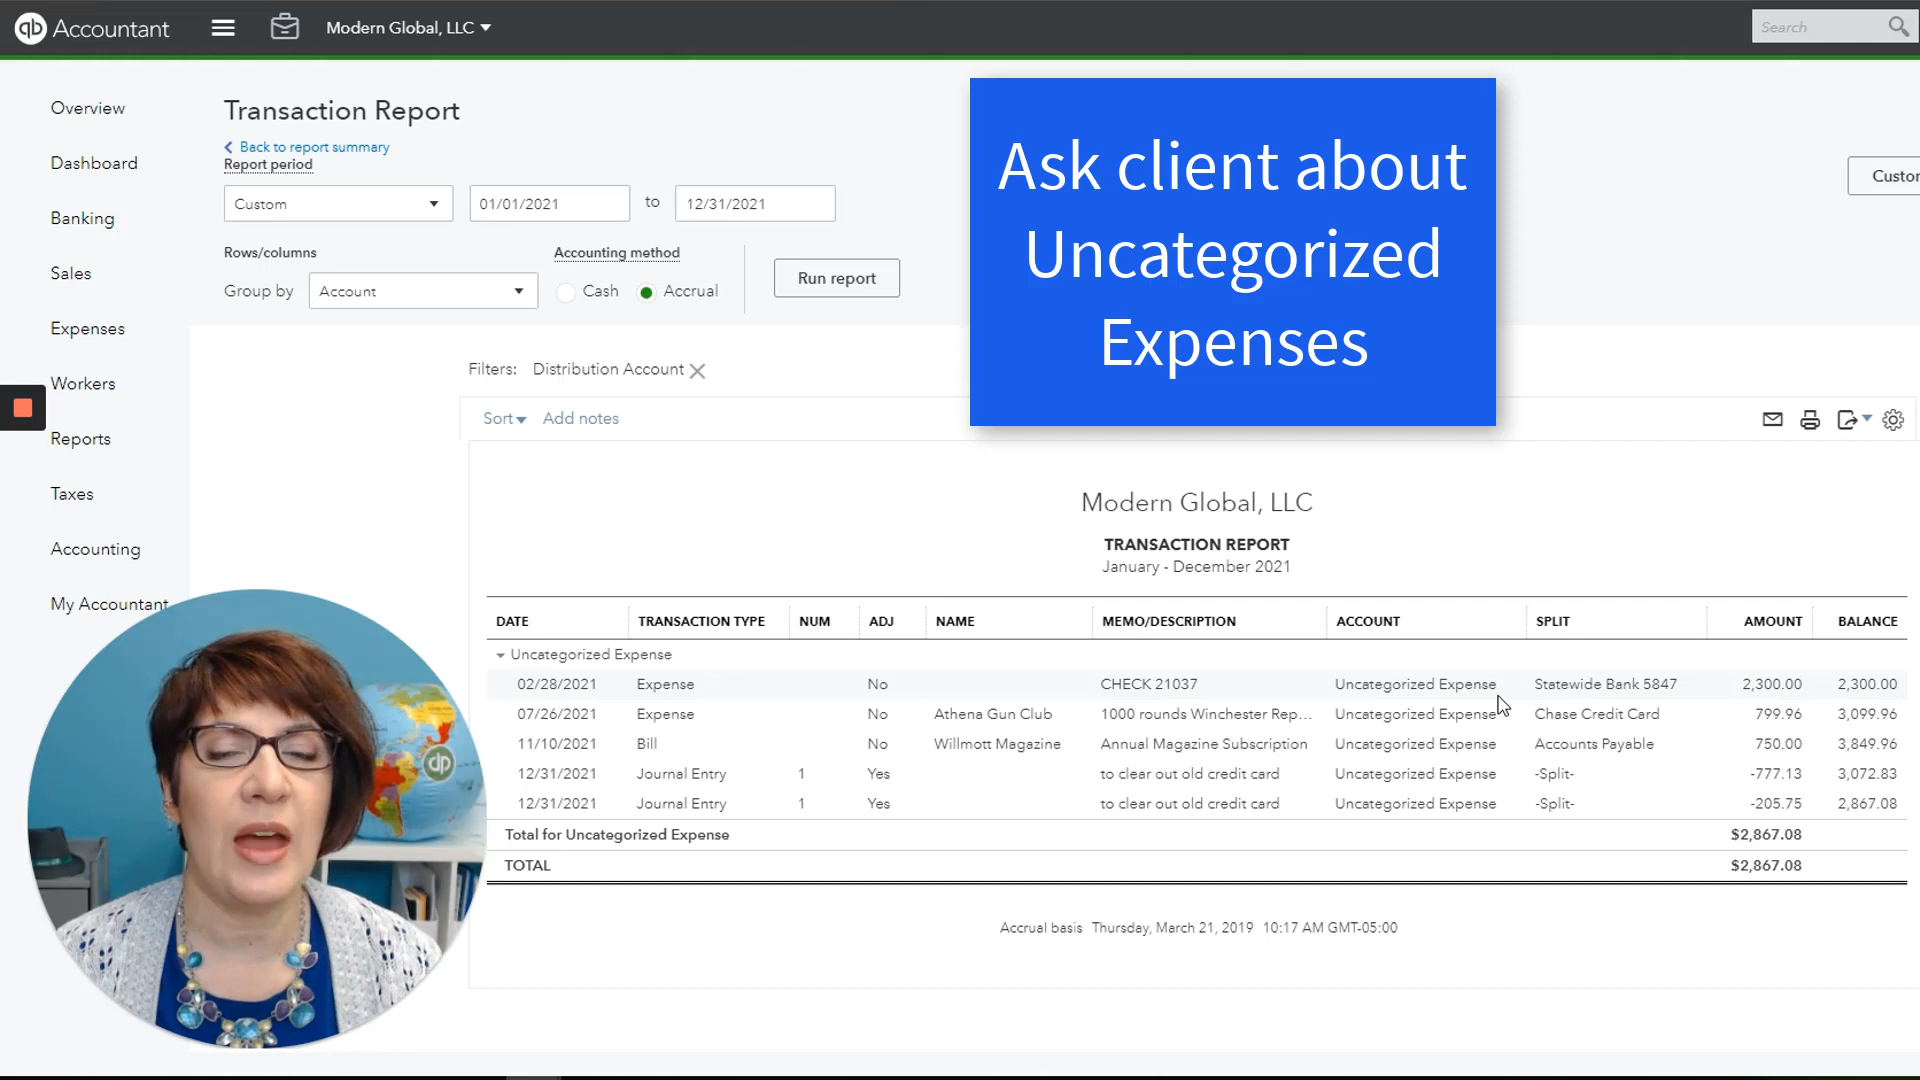 qb Accountant
Modern Global, LLC
Search
Overview
Dashboard
Banking
Sales
Expenses
Workers
Reports
Taxes
Accounting
My Accountant
Transaction Report
Back to report summary
Report period
Custom 01/01/2021 to 12/31/2021
Rows/columns Accounting method
Group by Account Cash Accrual Run report
Ask client about
Uncategorized
Expenses
Custo
Filters: Distribution Account
Sort Add notes
Modern Global, LLC
TRANSACTION REPORT
January - December 2021
DATE TRANSACTION TYPE NUM ADJ NAME MEMO/DESCRIPTION ACCOUNT SPLIT AMOUNT BALANCE
Uncategorized Expense
02/28/2021 Expense No CHECK 21037 Uncategorized Expense Statewide Bank 5847 2,300.00 2,300.00
07/26/2021 Expense No Athena Gun Club 1000 rounds Winchester Rep... Uncategorized Expense Chase Credit Card 799.96 3,099.96
11/10/2021 Bill No Willmott Magazine Annual Magazine Subscription Uncategorized Expense Accounts Payable 750.00 3,849.96
12/31/2021 Journal Entry 1 Yes to clear out old credit card Uncategorized Expense -Split- -777.13 3,072.83
12/31/2021 Journal Entry 1 Yes to clear out old credit card Uncategorized Expense -Split- -205.75 2,867.08
Total for Uncategorized Expense $2,867.08
TOTAL $2,867.08
Accrual basis Thursday, March 21, 2019 10:17 AM GMT-05:00